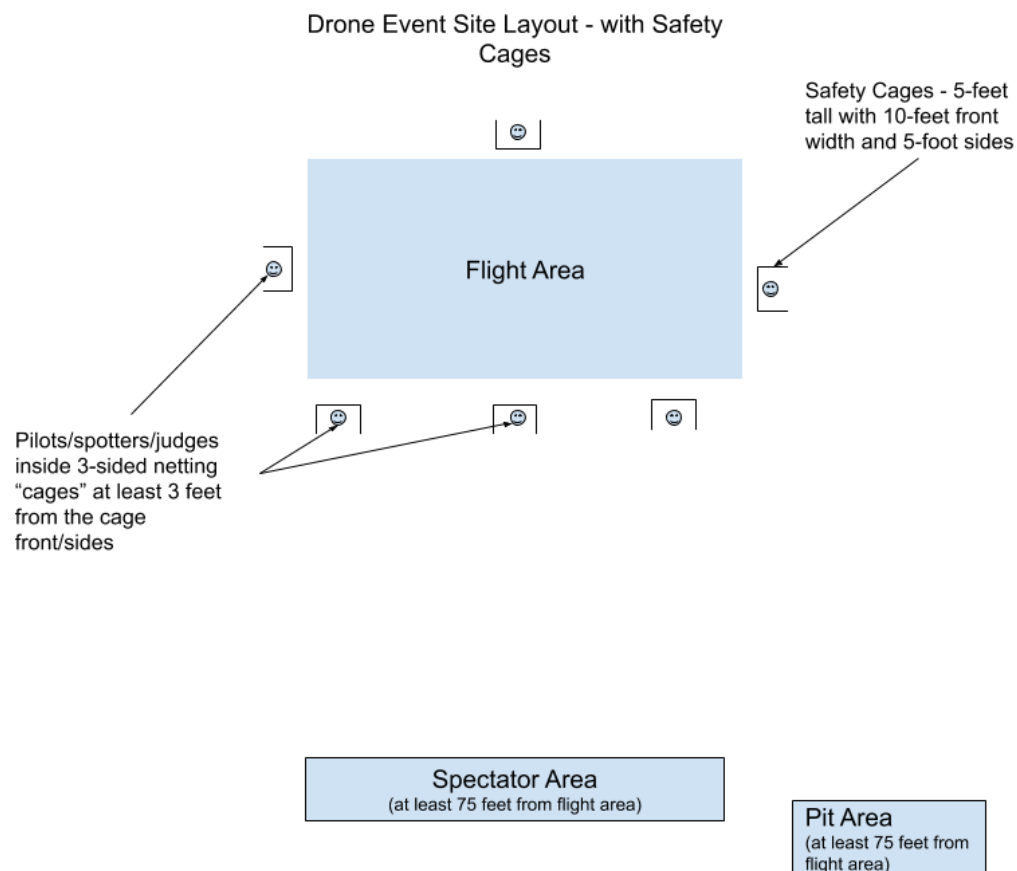 Drone Event Site Layout - with Safety
Cages
Safety Cages - 5-feet
tall with 10-feet front
width and 5-foot sides
Flight Area
Pilots/spotters/judges
inside 3-sided netting
“cages” at least 3 feet
from the cage
front/sides
Spectator Area
(at least 75 feet from flight area)
Pit Area
(at least 75 feet from
flight area)